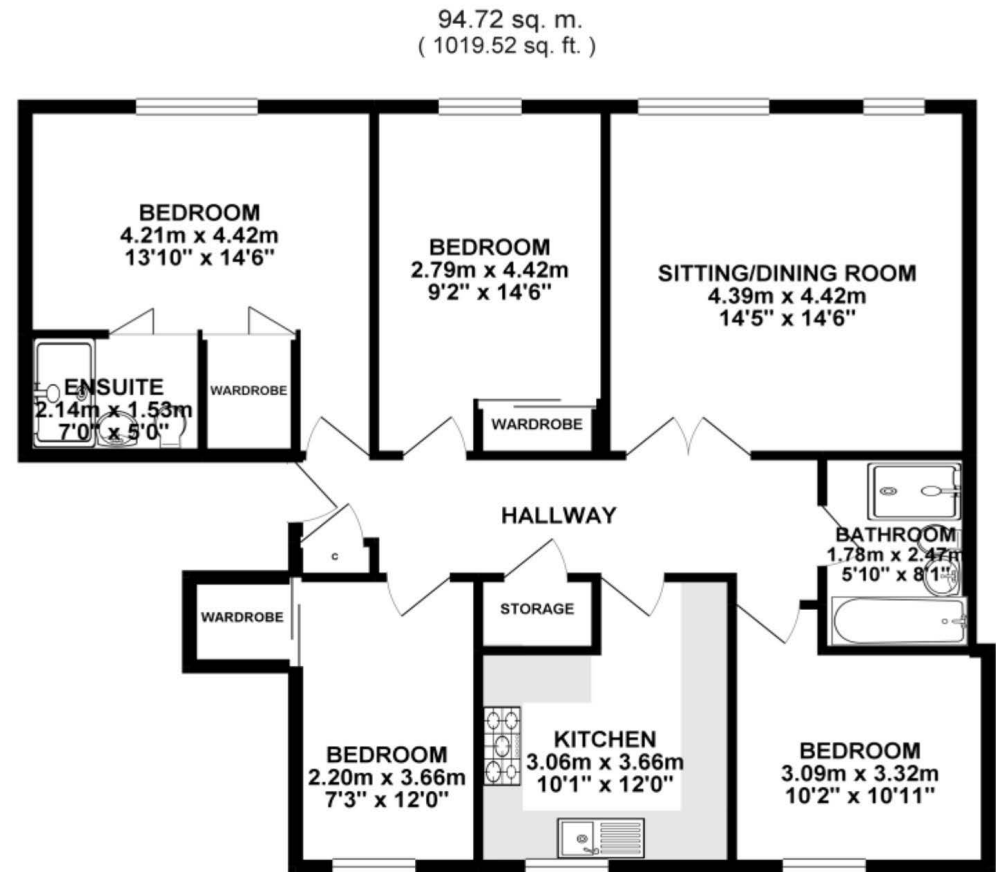 94.72 sq. m.
( 1019.52 sq. ft. )
BEDROOM
4.21m x 4.42m
13'10" x 14'6"
BEDROOM
2.79m x 4.42m
9'2" x 14'6"
SITTING/DINING ROOM
4.39m x 4.42m
14'5" x 14'6"
ENSUITE
2.14m x 1.53m
7'0" x 5'0"
WARDROBE
WARDROBE
HALLWAY
BATHROOM
1.78m x 2.47m
5'10" x 8'1"
C
WARDROBE
STORAGE
BEDROOM
2.20m x 3.66m
7'3" x 12'0"
KITCHEN
3.06m x 3.66m
10'1" x 12'0"
BEDROOM
3.09m x 3.32m
10'2" x 10'11"